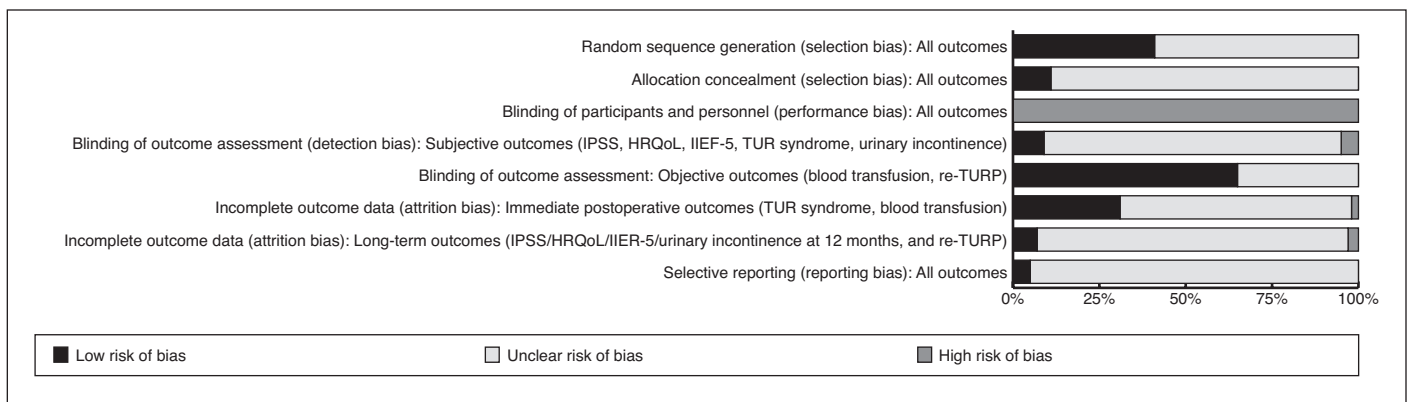 Random sequence generation (selection bias): All outcomes
Allocation concealment (selection bias): All outcomes
Blinding of participants and personnel (performance bias): All outcomes
Blinding of outcome assessment (detection bias): Subjective outcomes (IPSS, HRQoL, IIEF-5, TUR syndrome, urinary incontinence)
Blinding of outcome assessment: Objective outcomes (blood transfusion, re-TURP)
Incomplete outcome data (attrition bias): Immediate postoperative outcomes (TUR syndrome, blood transfusion)
Incomplete outcome data (attrition bias): Long-term outcomes (IPSS/HRQoL/IIER-5/urinary incontinence at 12 months, and re-TURP)
Selective reporting (reporting bias): All outcomes
0% 25% 50% 75% 100%
Low risk of bias Unclear risk of bias High risk of bias